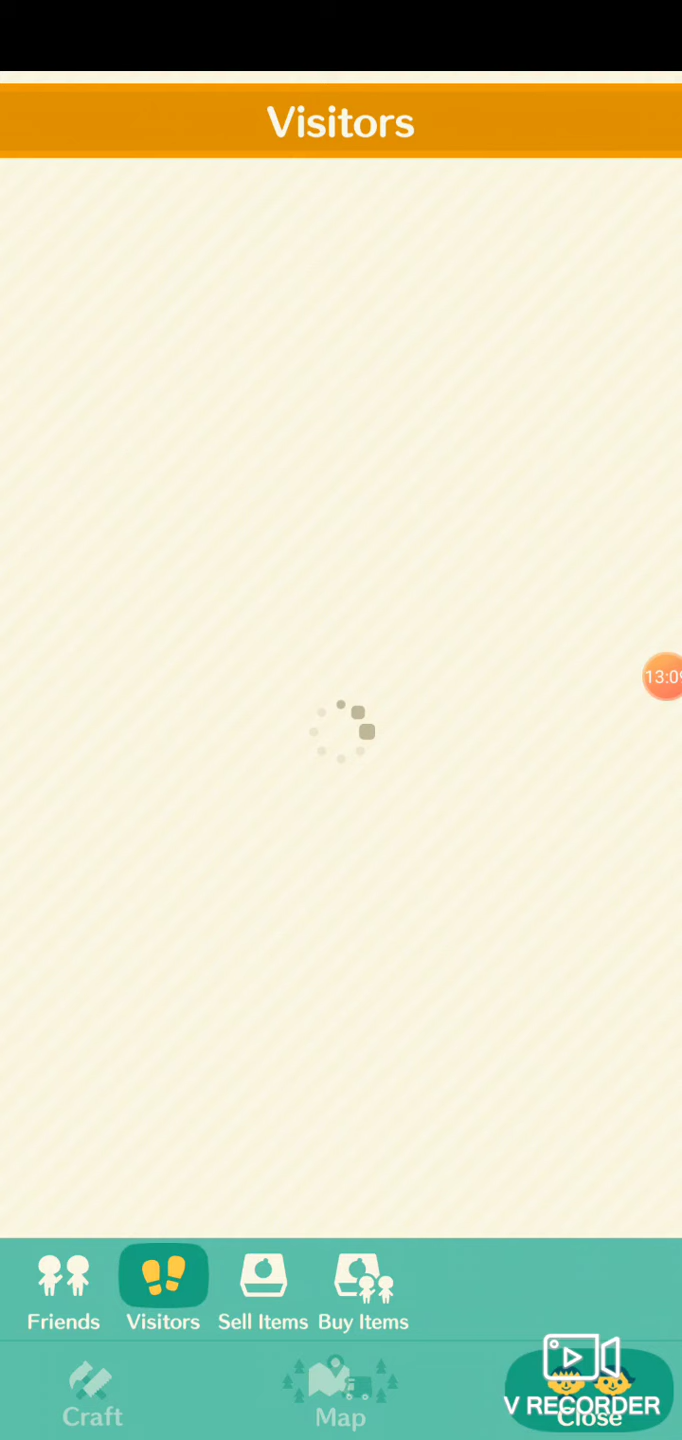 Visitors
13:09
Friends
Visitors
Sell Items
Buy Items
Craft
Map
V RECORDER
Close